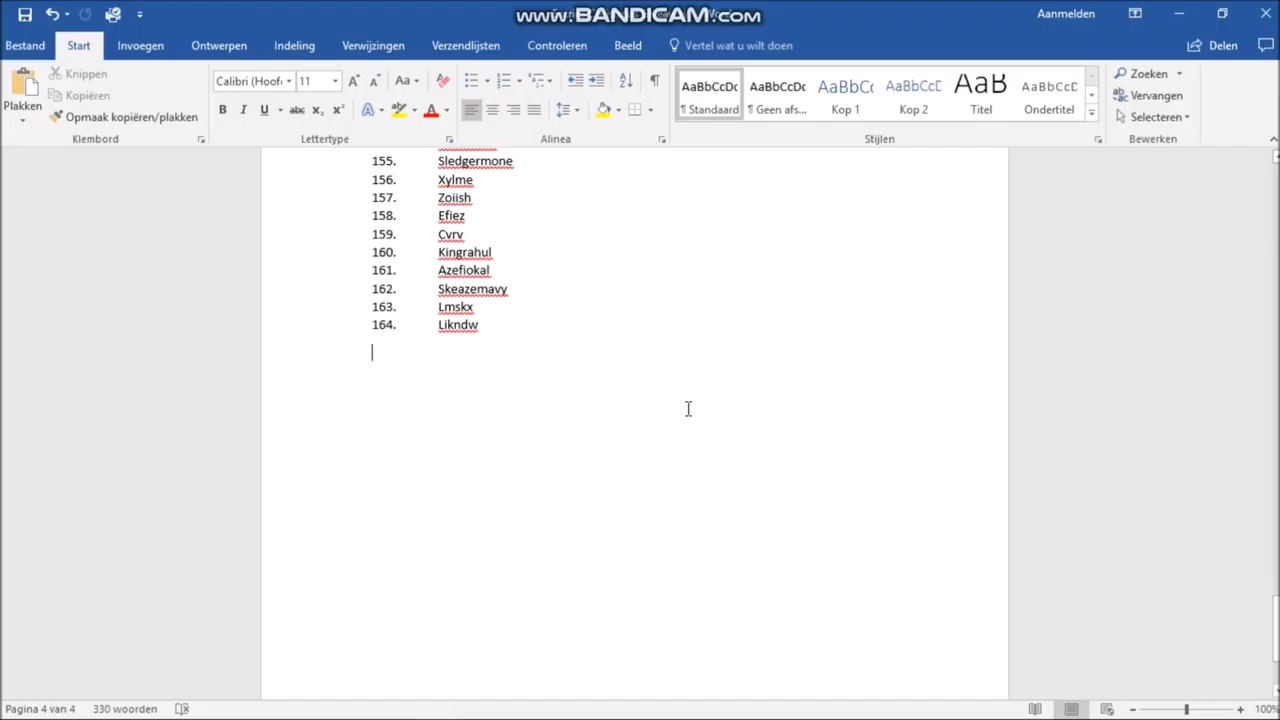 www.BANDICAM.com
Aanmelden
Bestand Start Invoegen Ontwerpen Indeling Verwijzingen Verzendlijsten Controleren Beeld Vertel wat u wilt doen Delen
Plakken
Knippen
Kopiëren
Opmaak kopiëren/plakken
Klembord
Calibri (Hoof 11
Lettertype
Alinea
AaBbCcDc AaBbCcDc AaBbCc AaBbCcD AaB AaBbCcD
¶ Standaard ¶ Geen afs... Kop 1 Kop 2 Titel Ondertitel
Stijlen
Zoeken
Vervangen
Selecteren
Bewerken
155. Sledgermone
156. Xylme
157. Zoiish
158. Efiez
159. Cvrv
160. Kingrahul
161. Azefiokal
162. Skeazemavy
163. Lmskx
164. Likndw
Pagina 4 van 4 330 woorden 100%